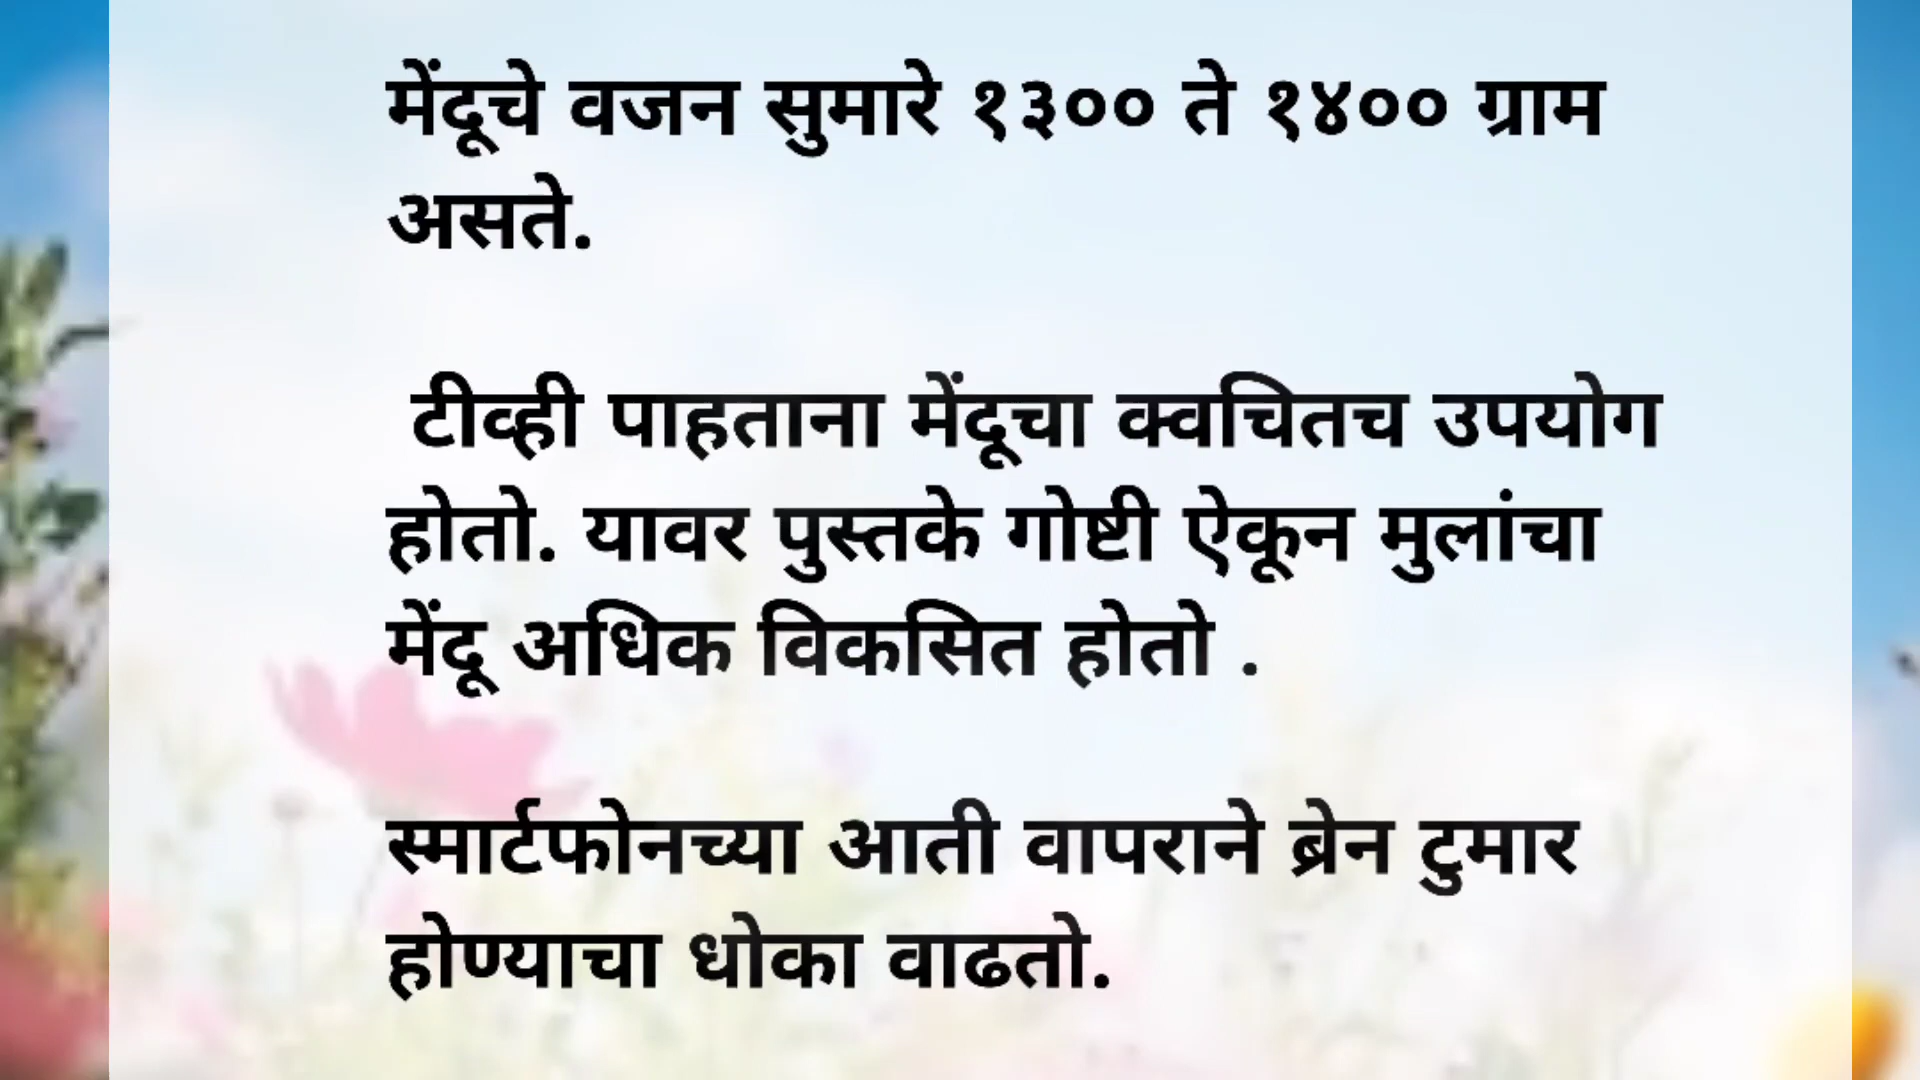 मेंदूचे वजन सुमारे १३०० ते १४०० ग्राम
असते.
टीव्ही पाहताना मेंदूचा क्वचितच उपयोग
होतो. यावर पुस्तके गोष्टी ऐकून मुलांचा
मेंदू अधिक विकसित होतो .
स्मार्टफोनच्या आती वापराने ब्रेन टुमार
होण्याचा धोका वाढतो.